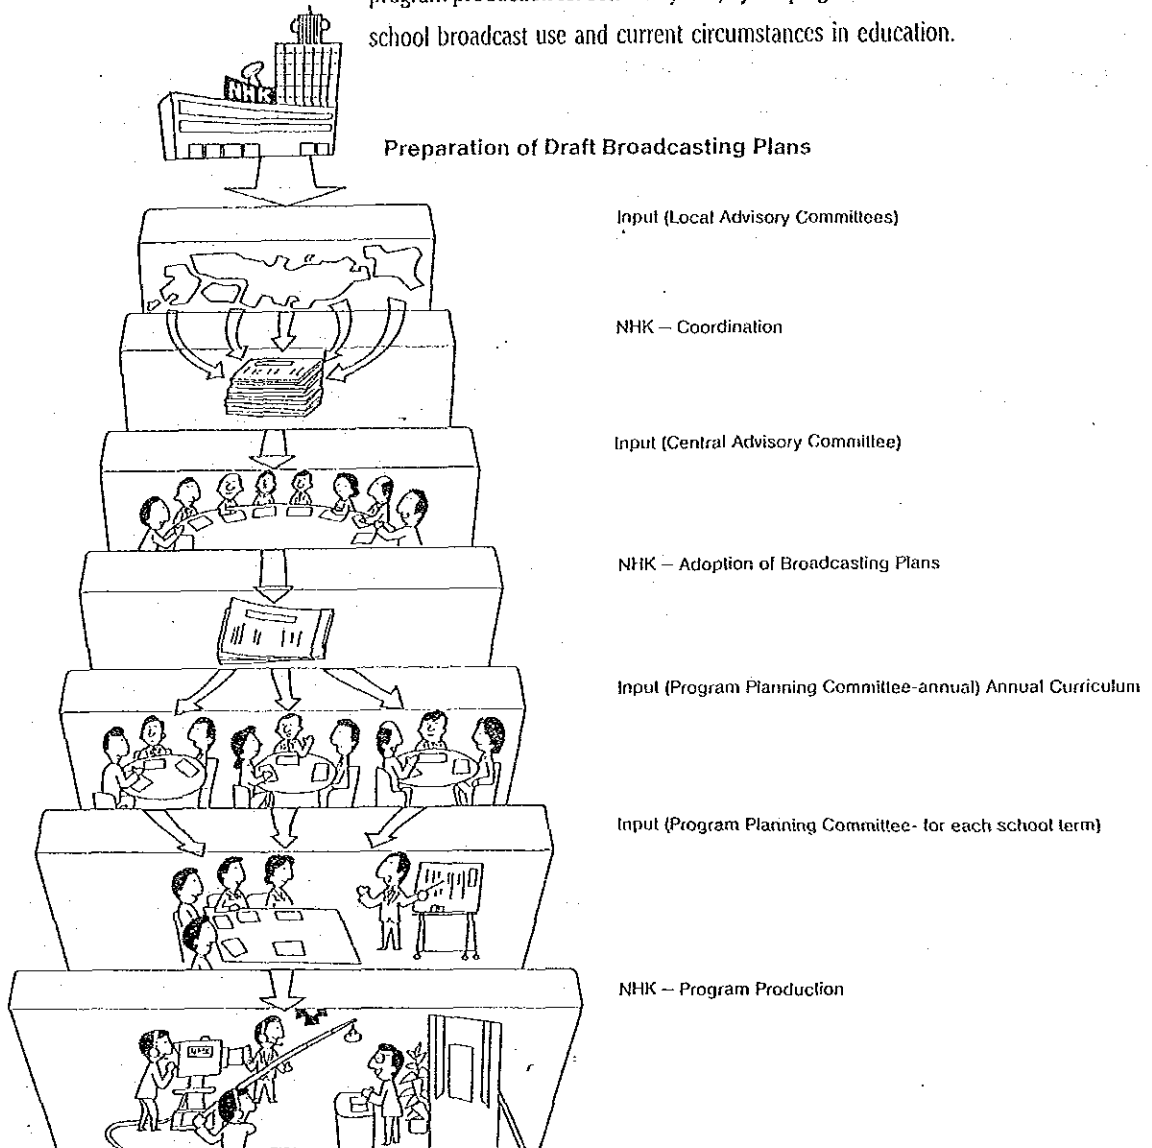 school broadcast use and current circumstances in education.
NHK
Preparation of Draft Broadcasting Plans
Input (Local Advisory Committees)
NHK – Coordination
Input (Central Advisory Committee)
NHK – Adoption of Broadcasting Plans
Input (Program Planning Committee-annual) Annual Curriculum
Input (Program Planning Committee- for each school term)
NHK – Program Production